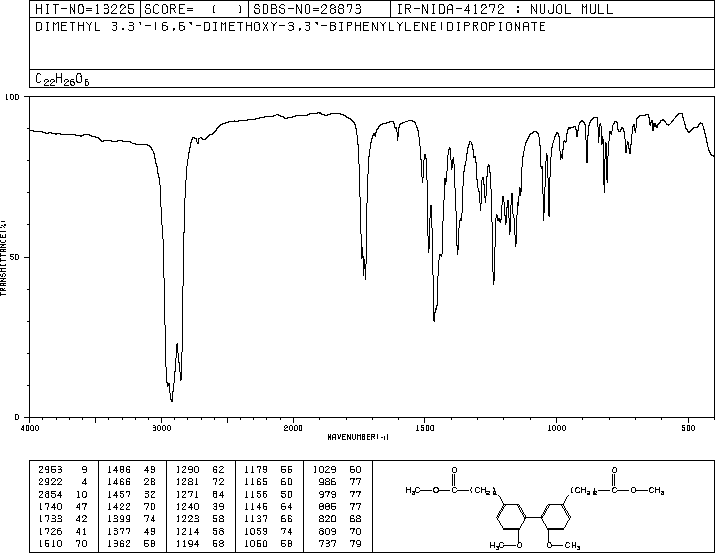 HIT-NO=13225 SCORE= ( ) SDBS-NO=28873 IR-NIDA-41272 : NUJOL MULL
DIMETHYL 3,3'-(6,6'-DIMETHOXY-3,3'-BIPHENYLYLENE)DIPROPIONATE
C22H26O6
100
50
0
TRANSMITTANCE(%)
4000 3000 2000 1500 1000 500
WAVENUMBER(-1)
2953 9 1486 49 1290 62 1179 56 1029 60
2922 4 1466 28 1281 72 1165 60 986 77
2854 10 1457 32 1271 64 1156 50 979 77
1740 47 1422 70 1240 39 1146 64 885 77
1733 42 1399 74 1223 58 1137 66 820 68
1726 41 1377 49 1214 58 1059 74 809 70
1510 70 1362 58 1194 58 1050 58 737 79
O O
H3C—O—C—(CH2)2 (CH2)2—C—O—CH3
H3C—O O—CH3